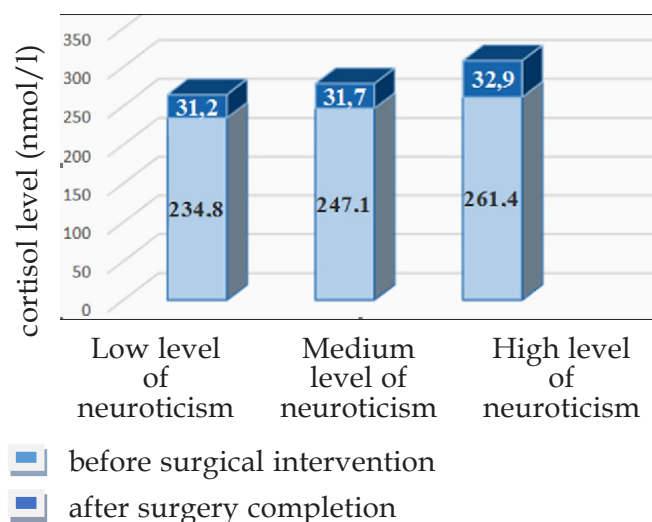 cortisol level (nmol/l)
350
300
250
200
150
100
50
0
31,2
31,7
32,9
234.8
247.1
261.4
Low level
of
neuroticism
Medium
level of
neuroticism
High level
of
neuroticism
before surgical intervention
after surgery completion